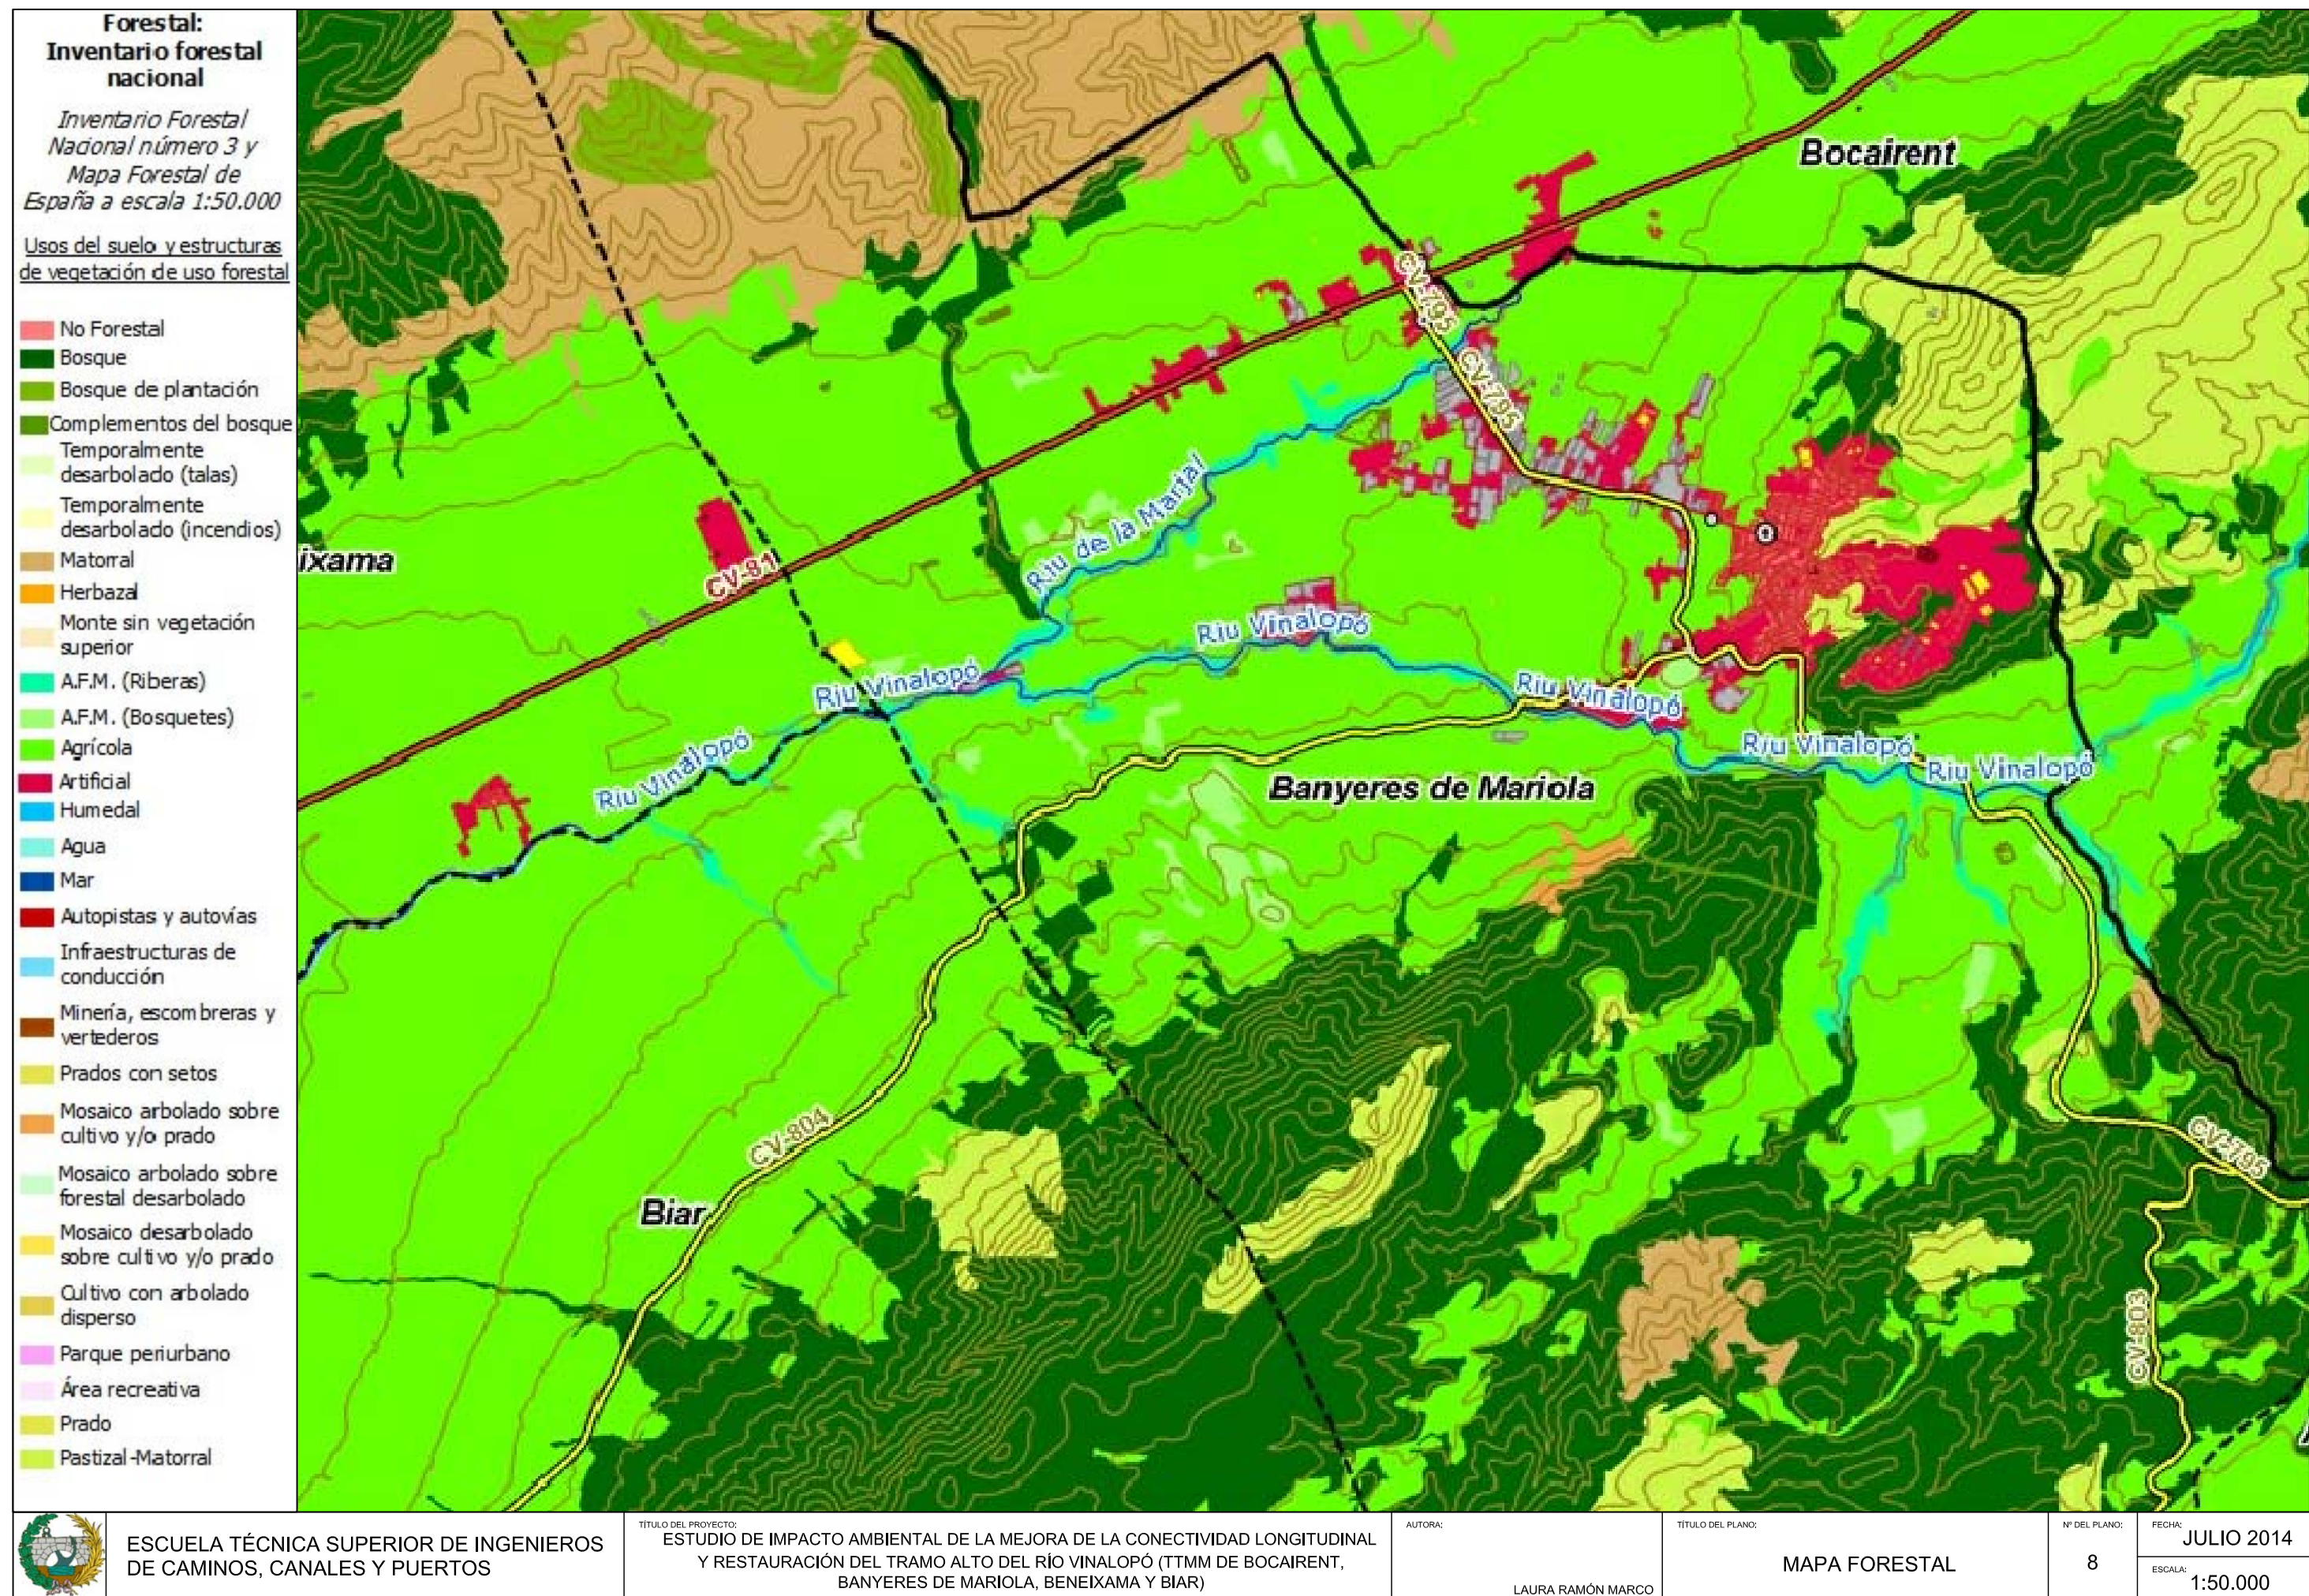 Forestal:
Inventario forestal
nacional
Inventario Forestal
Nacional número 3 y
Mapa Forestal de
España a escala 1:50.000
Usos del suelo y estructuras
de vegetación de uso forestal
No Forestal
Bosque
Bosque de plantación
Complementos del bosque
Temporalmente
desarbolado (talas)
Temporalmente
desarbolado (incendios)
Matorral
Herbazal
Monte sin vegetación
superior
A.F.M. (Riberas)
A.F.M. (Bosquetes)
Agrícola
Artificial
Humedal
Agua
Mar
Autopistas y autovías
Infraestructuras de
conducción
Minería, escombreras y
vertederos
Prados con setos
Mosaico arbolado sobre
cultivo y/o prado
Mosaico arbolado sobre
forestal desarbolado
Mosaico desarbolado
sobre cultivo y/o prado
Cultivo con arbolado
disperso
Parque periurbano
Área recreativa
Prado
Pastizal-Matorral
Bocairent
CV-795
CV-795
ixama
CV-81
Riu de la Marjal
Riu Vinalopó
Riu Vinalopó
Riu Vinalopó
Riu Vinalopó
Riu Vinalopó
Riu Vinalopó
Banyeres de Mariola
CV-804
Biar
CV-795
CV-803
ESCUELA TÉCNICA SUPERIOR DE INGENIEROS
DE CAMINOS, CANALES Y PUERTOS
TÍTULO DEL PROYECTO:
ESTUDIO DE IMPACTO AMBIENTAL DE LA MEJORA DE LA CONECTIVIDAD LONGITUDINAL
Y RESTAURACIÓN DEL TRAMO ALTO DEL RÍO VINALOPÓ (TTMM DE BOCAIRENT,
BANYERES DE MARIOLA, BENEIXAMA Y BIAR)
AUTORA:
LAURA RAMÓN MARCO
TÍTULO DEL PLANO:
MAPA FORESTAL
Nº DEL PLANO:
8
FECHA:
JULIO 2014
ESCALA:
1:50.000